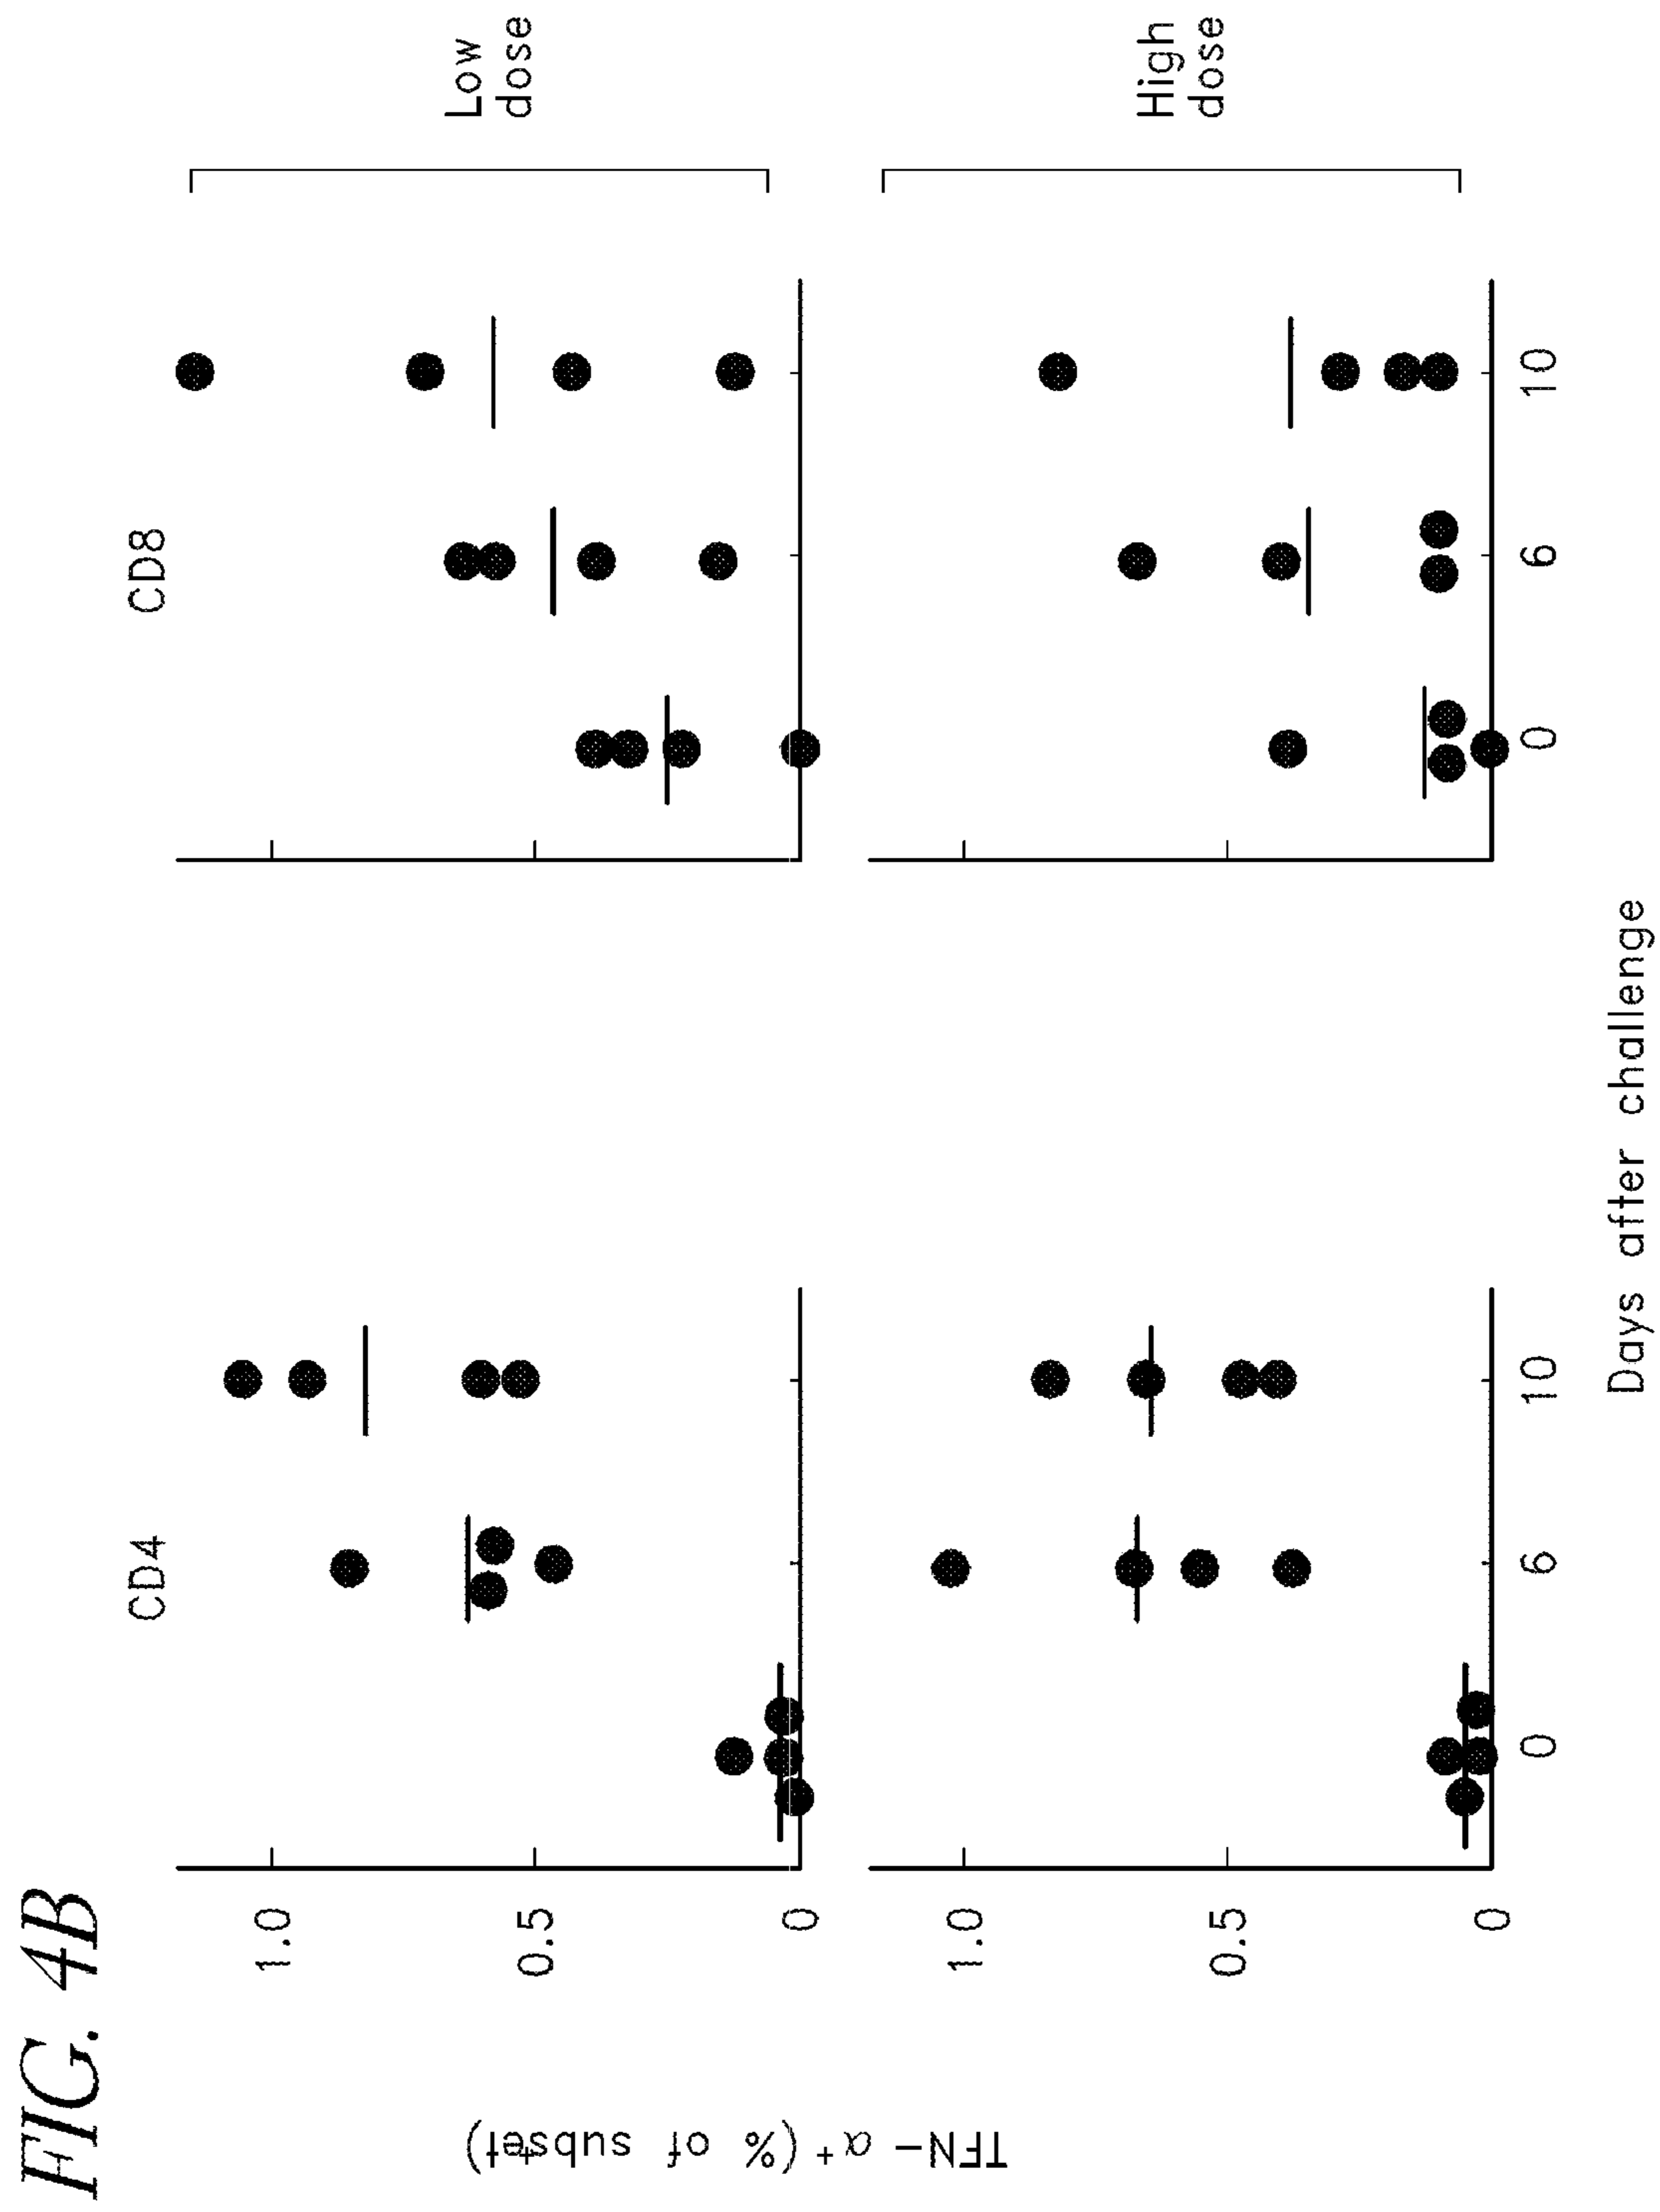 FIG. 4B
CD4
CD8
TFN- α⁺ (% of subset)
1.0
0.5
0
Low
dose
1.0
0.5
0
High
dose
0
6
10
0
6
10
Days after challenge